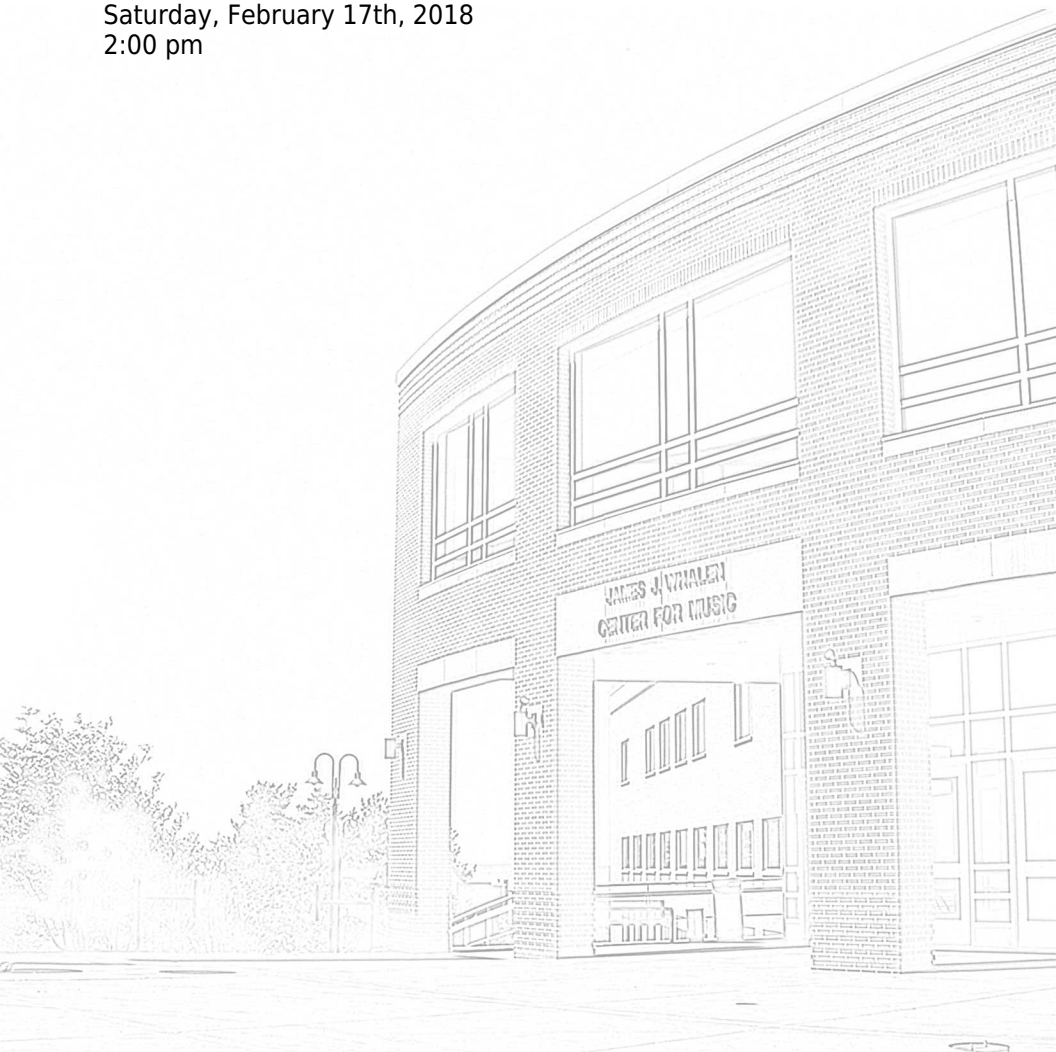 Saturday, February 17th, 2018
2:00 pm
JAMES J. WHALEN
CENTER FOR MUSIC